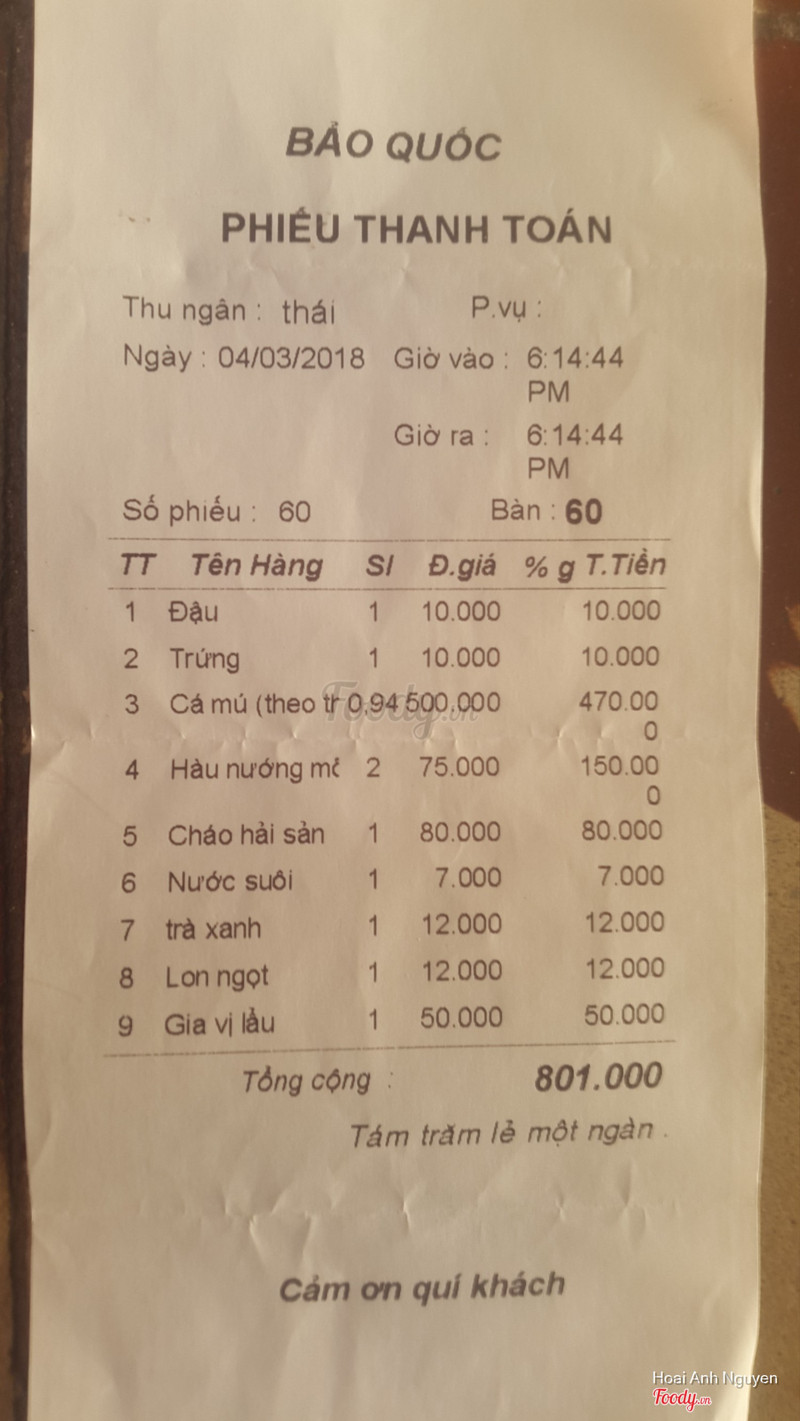 BẢO QUỐC
PHIẾU THANH TOÁN
Thu ngân : thái P.vụ :
Ngày : 04/03/2018 Giờ vào : 6:14:44
PM
Giờ ra : 6:14:44
PM
Số phiếu : 60 Bàn : 60
TT Tên Hàng Sl Đ.giá % g T.Tiền
1 Đậu 1 10.000 10.000
2 Trứng 1 10.000 10.000
3 Cá mú (theo tr 0.94 500.000 470.00
0
Foody.vn
4 Hàu nướng mỡ 2 75.000 150.00
0
5 Cháo hải sản 1 80.000 80.000
6 Nước suối 1 7.000 7.000
7 trà xanh 1 12.000 12.000
8 Lon ngọt 1 12.000 12.000
9 Gia vị lẩu 1 50.000 50.000
Tổng cộng : 801.000
Tám trăm lẻ một ngàn .
Cám ơn quí khách
Hoai Anh Nguyen
Foody.vn